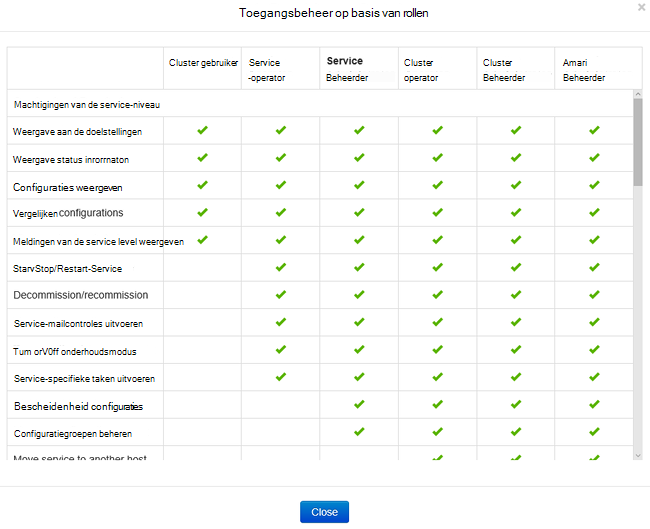 Toegangsbeheer op basis van rollen
×
Cluster gebruiker
Service
-operator
Service
Beheerder
Cluster
operator
Cluster
Beheerder
Amari
Beheerder
Machtigingen van de service-niveau
Weergave aan de doelstellingen
Weergave status inrorrnaton
Configuraties weergeven
Vergelijken configurations
Meldingen van de service level weergeven
StarvStop/Restart-Service
Decommission/recommission
Service-mailcontroles uitvoeren
Tum orV0ff onderhoudsmodus
Service-specifieke taken uitvoeren
Bescheidenheid configuraties
Configuratiegroepen beheren
Move service to another host
Close